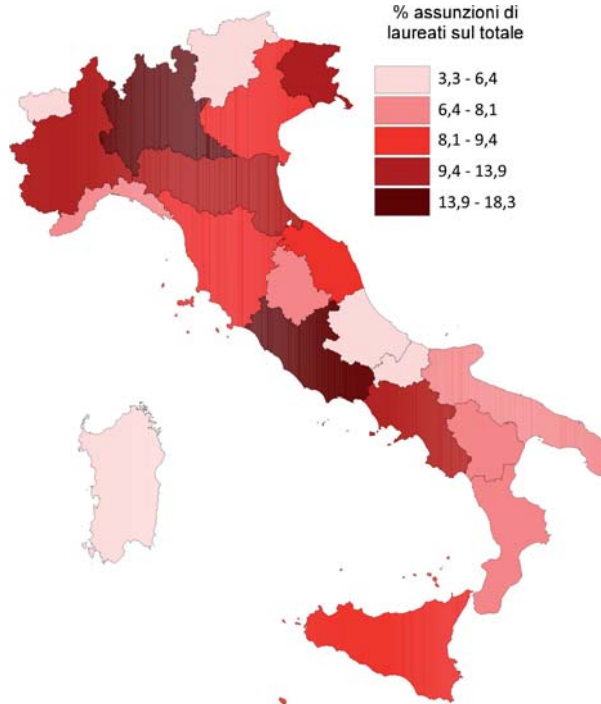 % assunzioni di
laureati sul totale
3,3 - 6,4
6,4 - 8,1
8,1 - 9,4
9,4 - 13,9
13,9 - 18,3